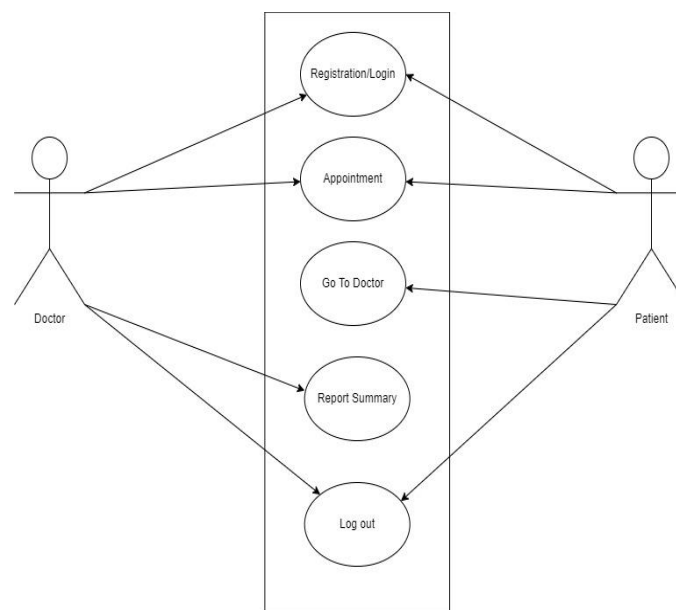 Registration/Login
Appointment
Go To Doctor
Doctor
Patient
Report Summary
Log out